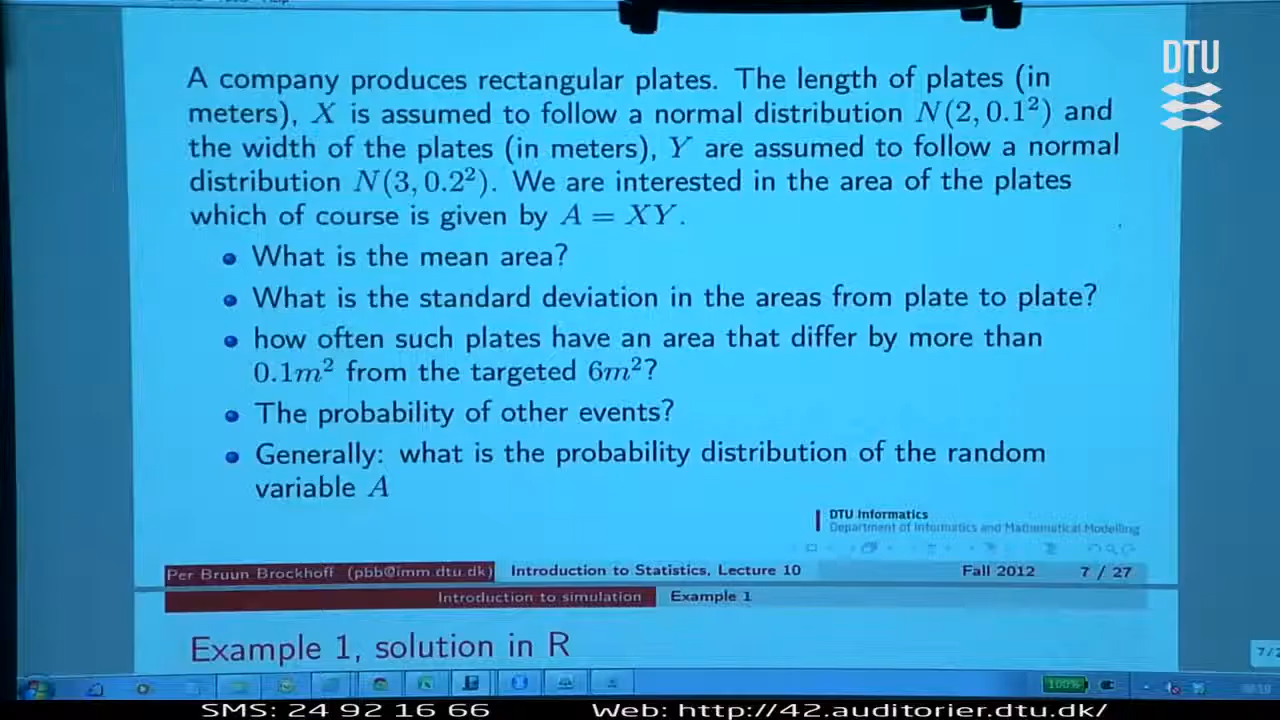 DTU
A company produces rectangular plates. The length of plates (in
meters), X is assumed to follow a normal distribution N(2, 0.1²) and
the width of the plates (in meters), Y are assumed to follow a normal
distribution N(3, 0.2²). We are interested in the area of the plates
which of course is given by A = XY.
• What is the mean area?
• What is the standard deviation in the areas from plate to plate?
• how often such plates have an area that differ by more than
0.1m² from the targeted 6m²?
• The probability of other events?
• Generally: what is the probability distribution of the random
variable A
DTU Informatics
Department of Informatics and Mathematical Modelling
Per Bruun Brockhoff (pbb@imm.dtu.dk) Introduction to Statistics, Lecture 10 Fall 2012 7 / 27
Introduction to simulation Example 1
Example 1, solution in R
100%
SMS: 24 92 16 66 Web: http://42.auditorier.dtu.dk/